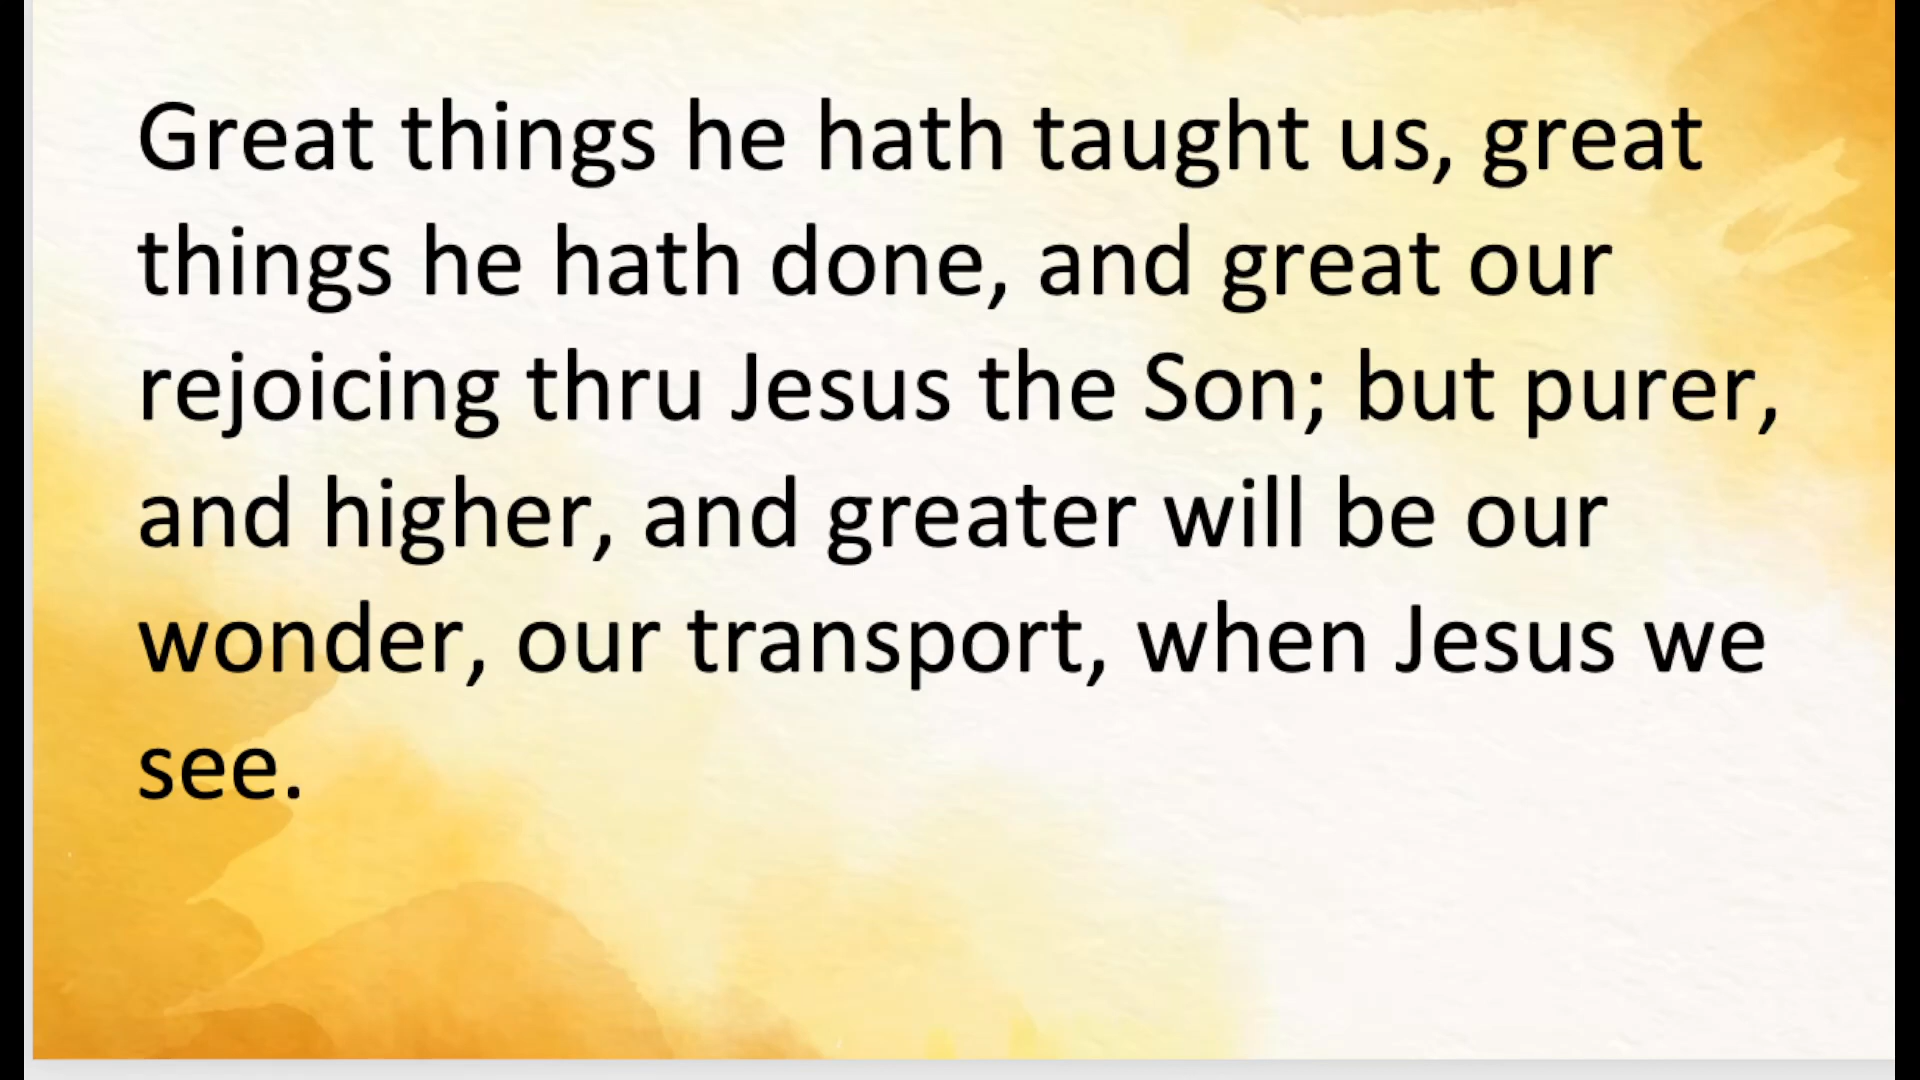 Great things he hath taught us, great
things he hath done, and great our
rejoicing thru Jesus the Son; but purer,
and higher, and greater will be our
wonder, our transport, when Jesus we
see.